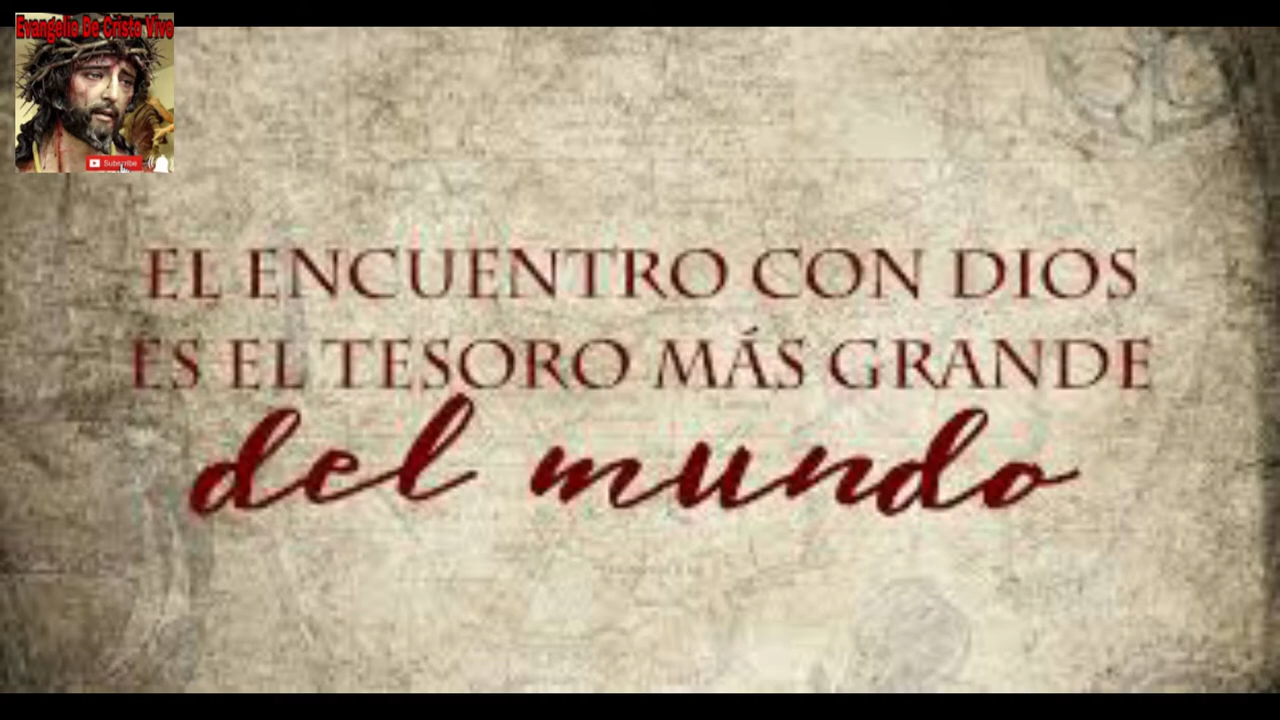 Evangelio De Cristo Vivo
Subscribe
EL ENCUENTRO CON DIOS
ES EL TESORO MÁS GRANDE
del mundo